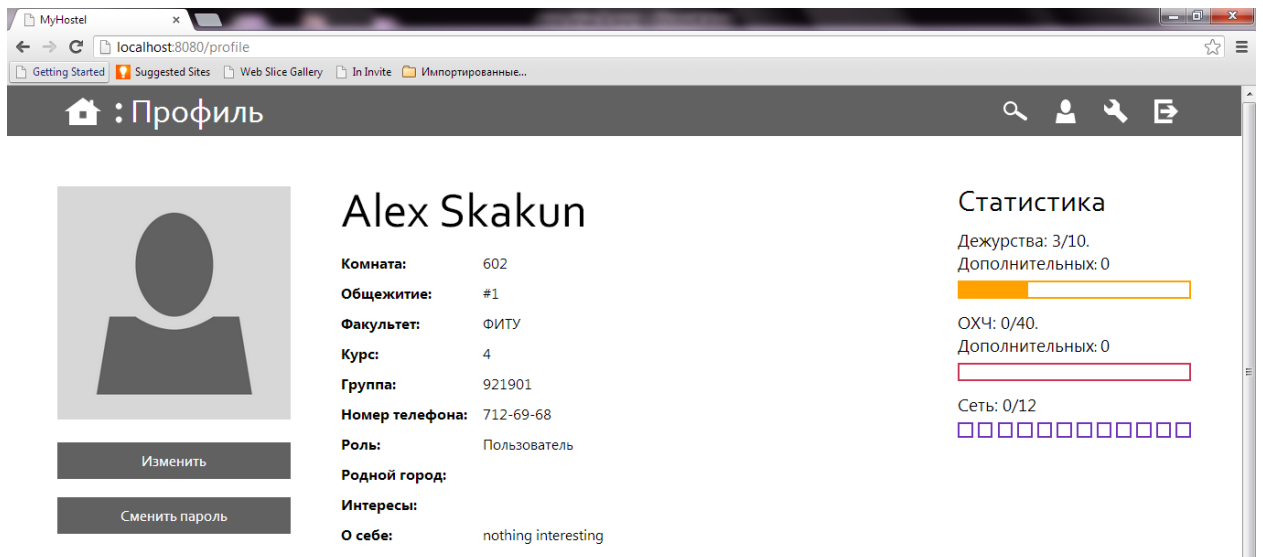 MyHostel
localhost:8080/profile
Getting Started Suggested Sites Web Slice Gallery In Invite Импортированные...
: Профиль
Alex Skakun
Комната: 602
Общежитие: #1
Факультет: ФИТУ
Курс: 4
Группа: 921901
Номер телефона: 712-69-68
Роль: Пользователь
Родной город:
Интересы:
О себе: nothing interesting
Изменить
Сменить пароль
Статистика
Дежурства: 3/10.
Дополнительных: 0
ОХЧ: 0/40.
Дополнительных: 0
Сеть: 0/12